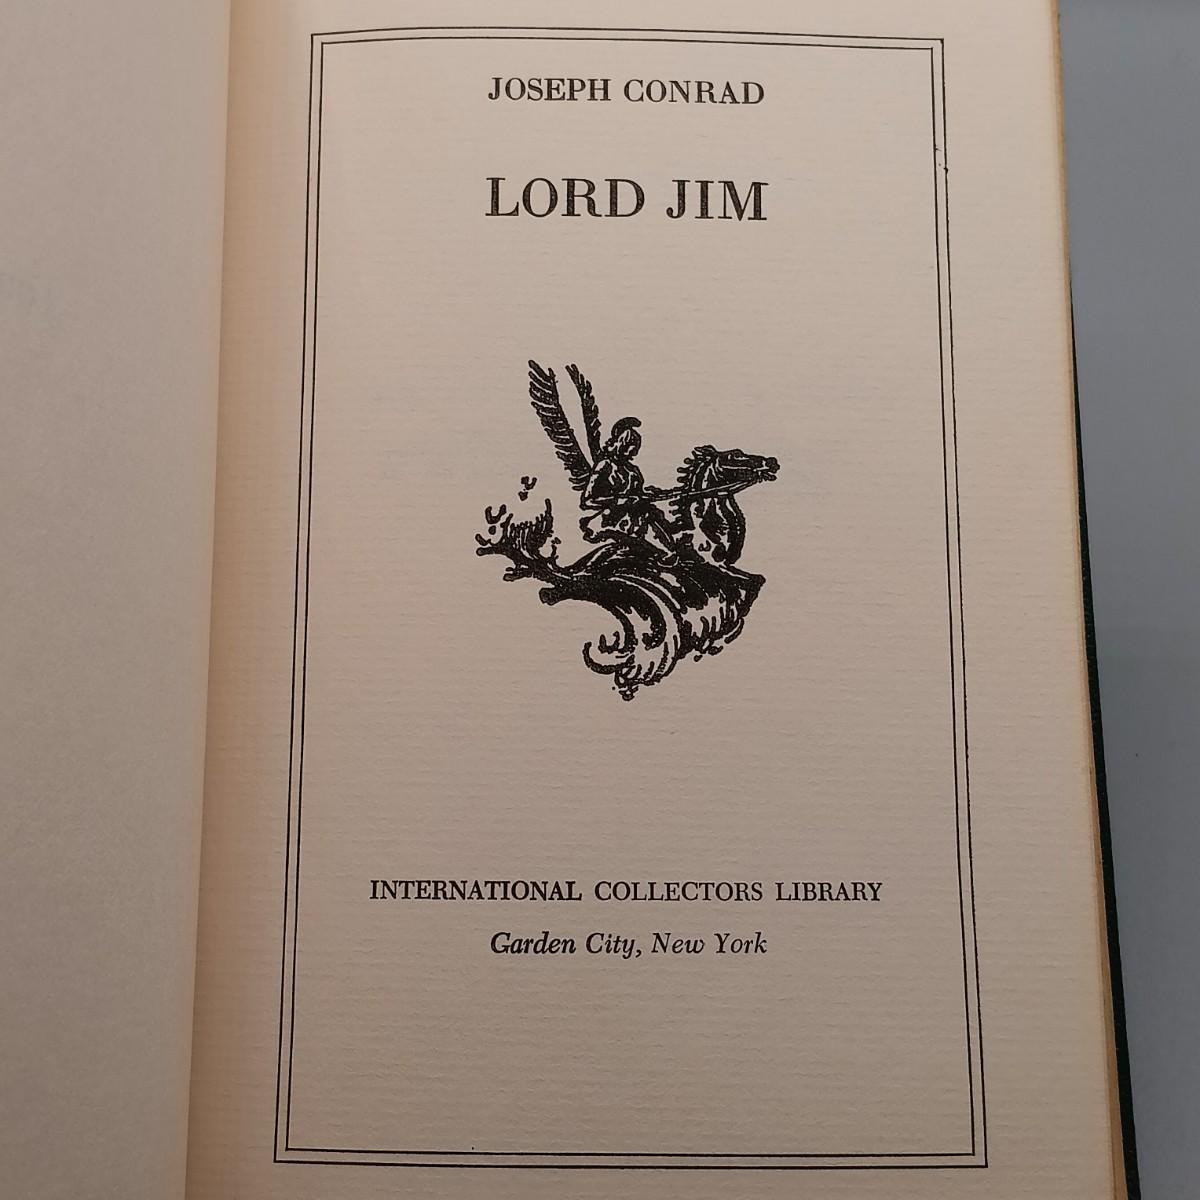 JOSEPH CONRAD
LORD JIM
INTERNATIONAL COLLECTORS LIBRARY
Garden City, New York